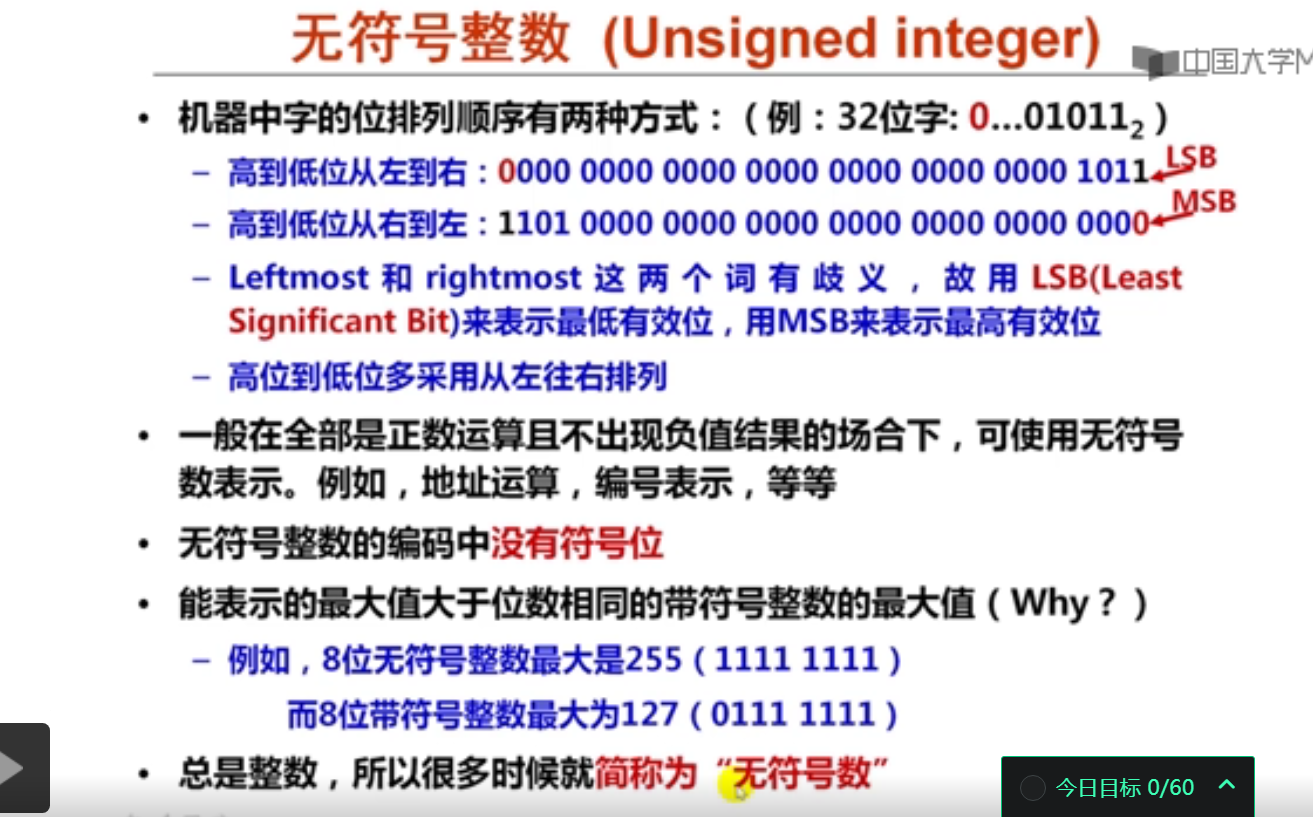 无符号整数（Unsigned integer)
中国大学M
• 机器中字的位排列顺序有两种方式：（例：32位字: 0…01011₂ ）
– 高到低位从左到右：0000 0000 0000 0000 0000 0000 0000 1011
LSB
– 高到低位从右到左：1101 0000 0000 0000 0000 0000 0000 0000
MSB
– Leftmost 和 rightmost 这两个词有歧义，故用 LSB(Least
Significant Bit)来表示最低有效位，用MSB来表示最高有效位
– 高位到低位多采用从左往右排列
• 一般在全部是正数运算且不出现负值结果的场合下，可使用无符号
数表示。例如，地址运算，编号表示，等等
• 无符号整数的编码中没有符号位
• 能表示的最大值大于位数相同的带符号整数的最大值（Why？）
– 例如，8位无符号整数最大是255（1111 1111）
而8位带符号整数最大为127（0111 1111）
• 总是整数，所以很多时候就简称为“无符号数”
今日目标 0/60